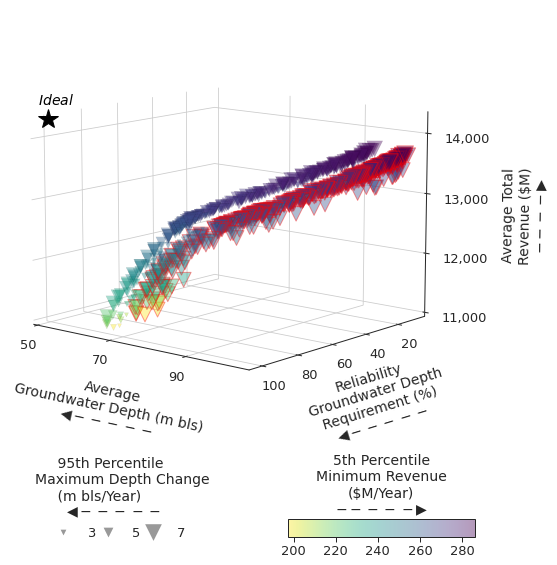 Ideal
14,000
13,000
12,000
11,000
Average Total
Revenue ($M)
50
70
90
Average
Groundwater Depth (m bls)
100
80
60
40
20
Reliability
Groundwater Depth
Requirement (%)
95th Percentile
Maximum Depth Change
(m bls/Year)
3 5 7
5th Percentile
Minimum Revenue
($M/Year)
200 220 240 260 280